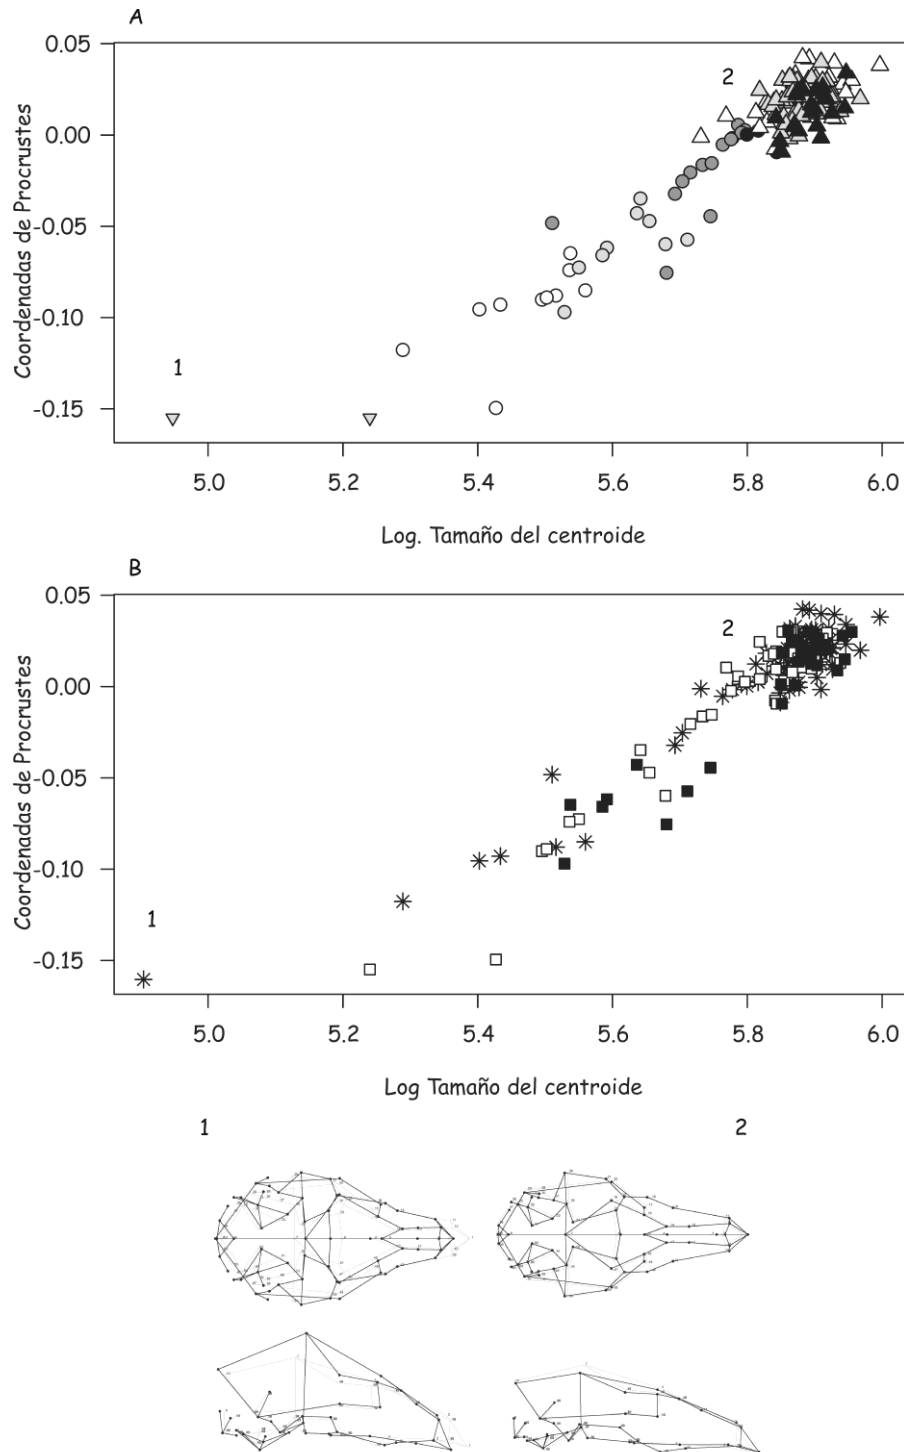 A
0.05
0.00
-0.05
-0.10
-0.15
Coordenadas de Procrustes
1
2
5.0 5.2 5.4 5.6 5.8 6.0
Log. Tamaño del centroide
B
0.05
0.00
-0.05
-0.10
-0.15
Coordenadas de Procrustes
1
2
5.0 5.2 5.4 5.6 5.8 6.0
Log Tamaño del centroide
1 2